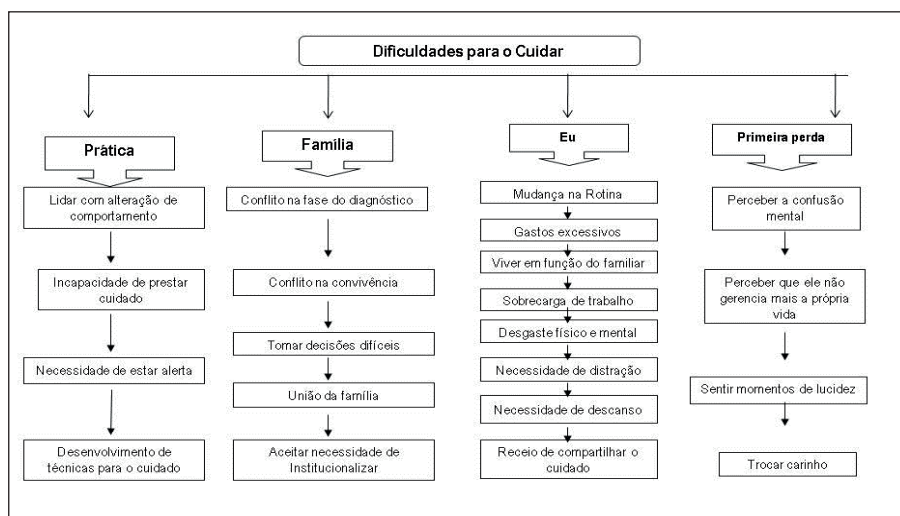 Dificuldades para o Cuidar
Prática
Lidar com alteração de
comportamento
Incapacidade de prestar
cuidado
Necessidade de estar alerta
Desenvolvimento de
técnicas para o cuidado
Família
Conflito na fase do diagnóstico
Conflito na convivência
Tomar decisões difíceis
União da família
Aceitar necessidade de
Institucionalizar
Eu
Mudança na Rotina
Gastos excessivos
Viver em função do familiar
Sobrecarga de trabalho
Desgaste físico e mental
Necessidade de distração
Necessidade de descanso
Receio de compartilhar o
cuidado
Primeira perda
Perceber a confusão
mental
Perceber que ele não
gerencia mais a própria
vida
Sentir momentos de lucidez
Trocar carinho